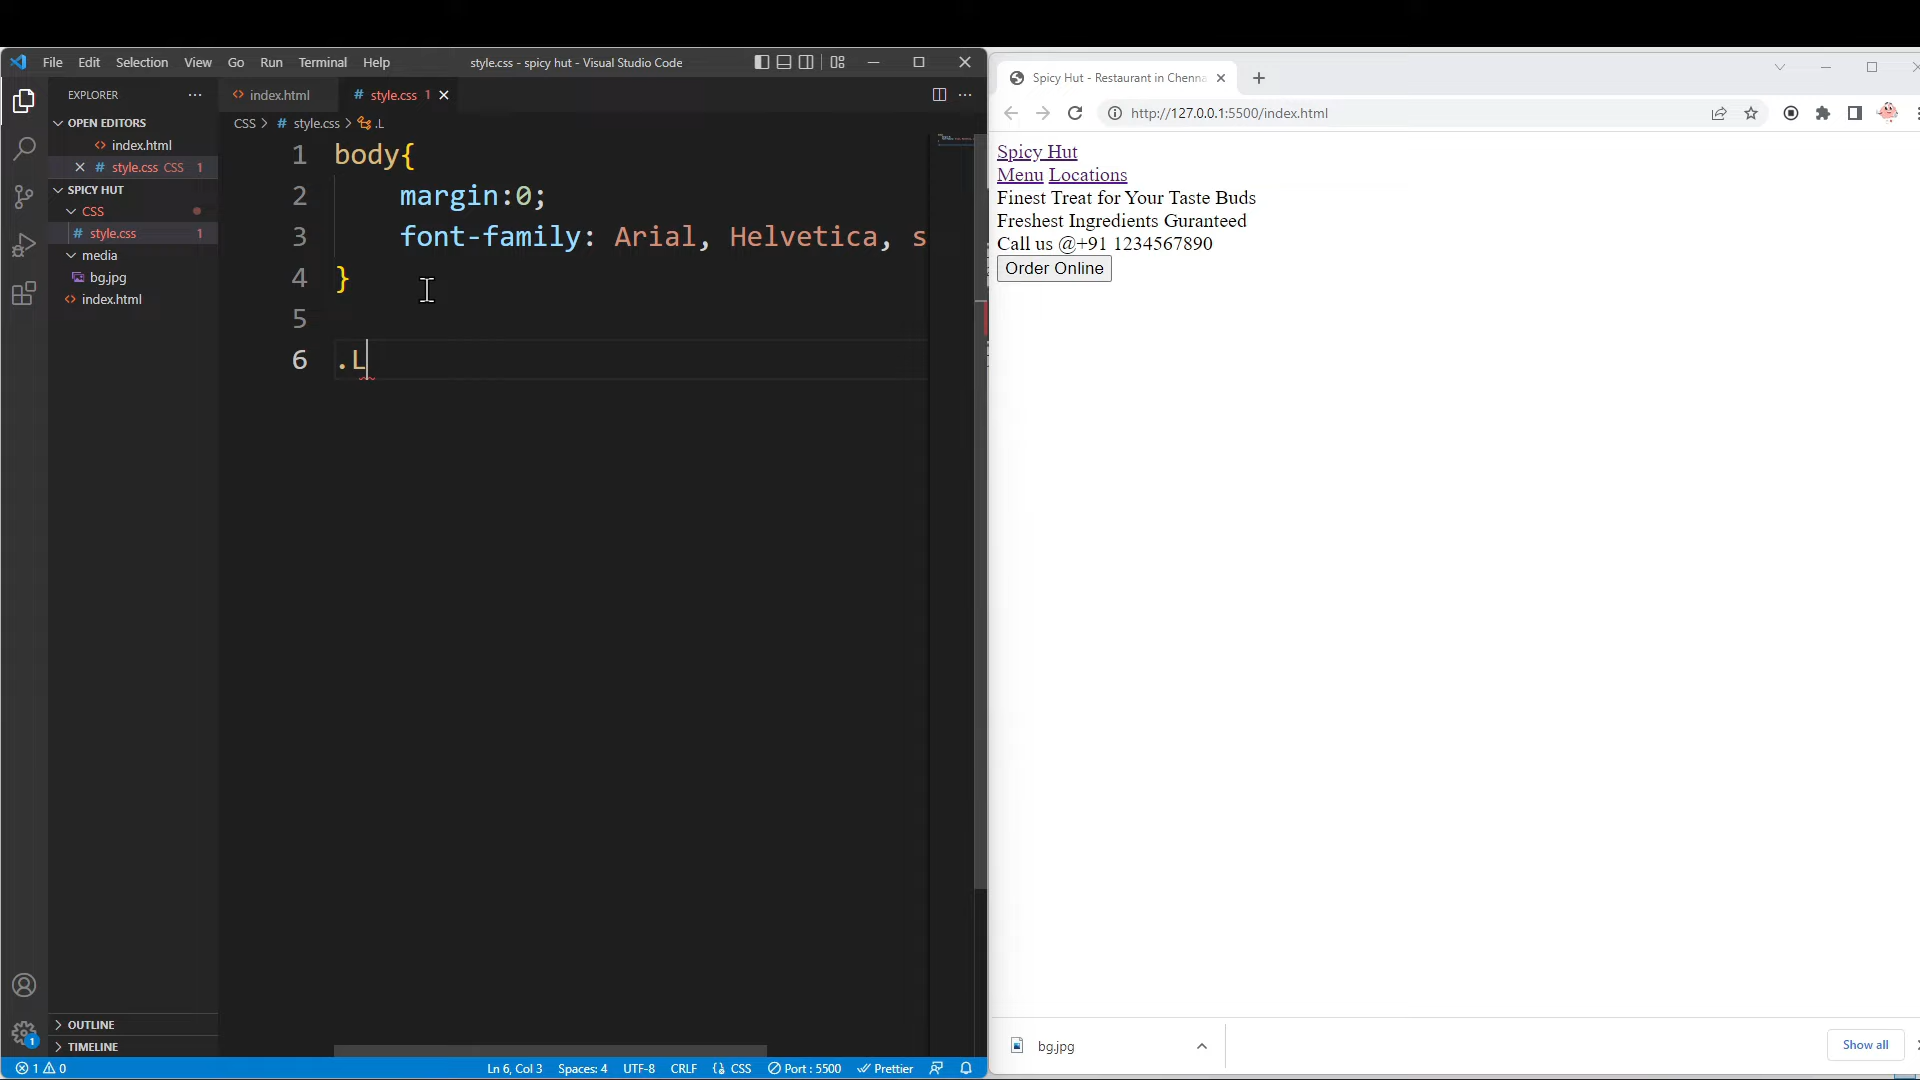 File Edit Selection View Go Run Terminal Help
style.css - spicy hut - Visual Studio Code
EXPLORER
OPEN EDITORS
index.html
style.css CSS 1
SPICY HUT
CSS
style.css 1
media
bg.jpg
index.html
OUTLINE
TIMELINE
index.html
style.css 1
CSS > # style.css > .L
1 body{
2 margin:0;
3 font-family: Arial, Helvetica, s
4 }
5
6 .L
1 0
Ln 6, Col 3 Spaces: 4 UTF-8 CRLF {} CSS Port : 5500 Prettier
Spicy Hut - Restaurant in Chenna
http://127.0.0.1:5500/index.html
Spicy Hut
Menu Locations
Finest Treat for Your Taste Buds
Freshest Ingredients Guranteed
Call us @+91 1234567890
Order Online
bg.jpg
Show all